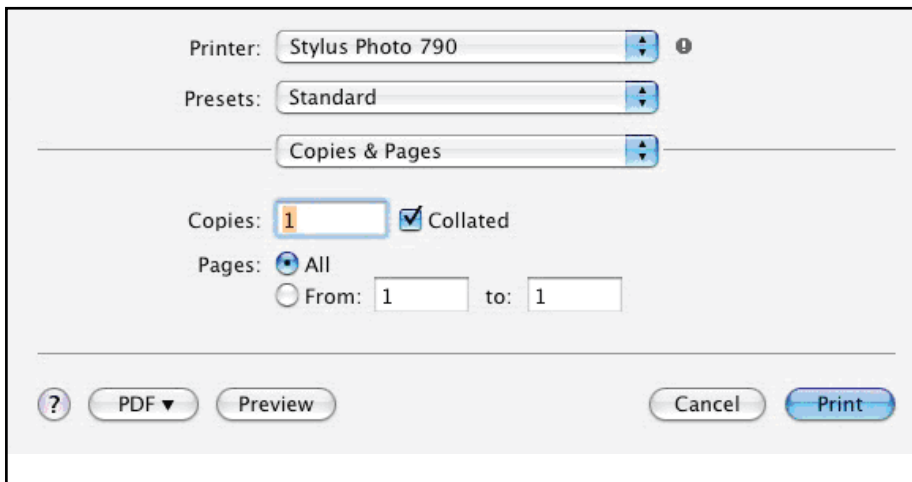 Printer: Stylus Photo 790
Presets: Standard
Copies & Pages
Copies: 1 Collated
Pages: All
From: 1 to: 1
? PDF ▼ Preview Cancel Print